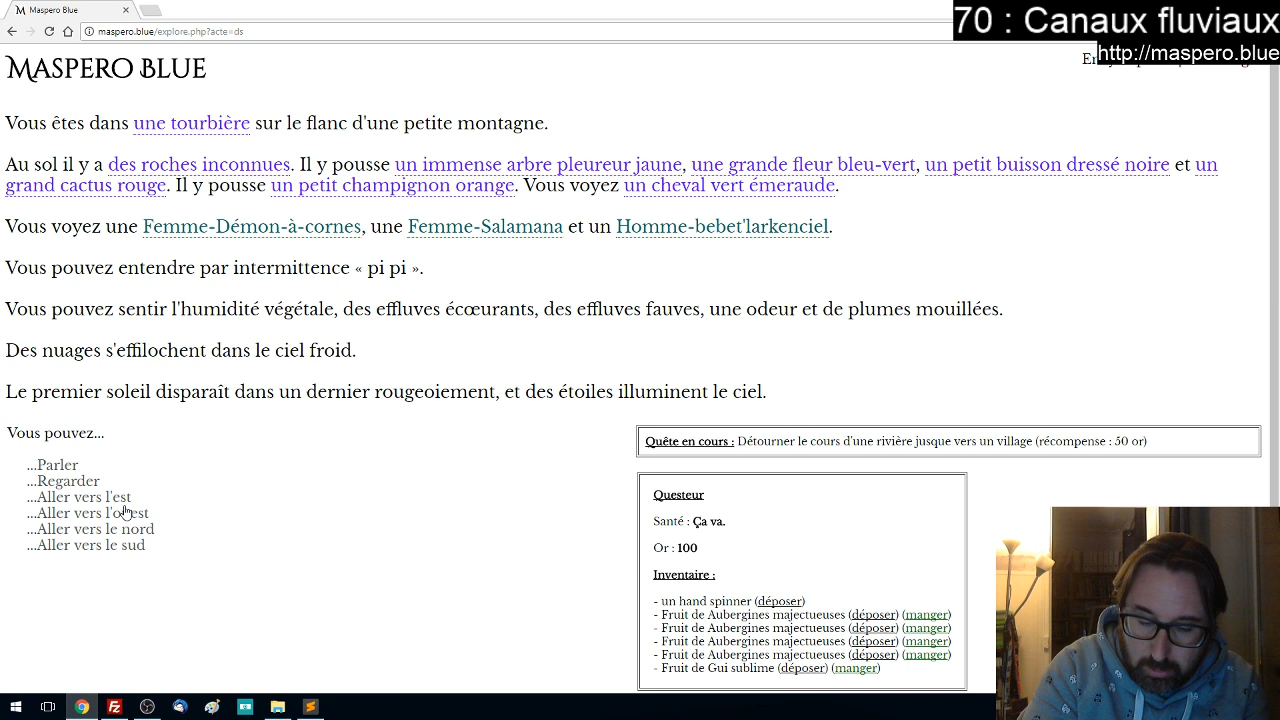 Maspero Blue
maspero.blue/explore.php?acte=ds
70 : Canaux fluviaux
http://maspero.blue
Maspero Blue
Vous êtes dans une tourbière sur le flanc d'une petite montagne.
Au sol il y a des roches inconnues. Il y pousse un immense arbre pleureur jaune, une grande fleur bleu-vert, un petit buisson dressé noire et un
grand cactus rouge. Il y pousse un petit champignon orange. Vous voyez un cheval vert émeraude.
Vous voyez une Femme-Démon-à-cornes, une Femme-Salamana et un Homme-bebet'larkenciel.
Vous pouvez entendre par intermittence « pi pi ».
Vous pouvez sentir l'humidité végétale, des effluves écœurants, des effluves fauves, une odeur et de plumes mouillées.
Des nuages s'effilochent dans le ciel froid.
Le premier soleil disparaît dans un dernier rougeoiement, et des étoiles illuminent le ciel.
Vous pouvez...
...Parler
...Regarder
...Aller vers l'est
...Aller vers l'ouest
...Aller vers le nord
...Aller vers le sud
Quête en cours : Détourner le cours d'une rivière jusque vers un village (récompense : 50 or)
Questeur
Santé : Ça va.
Or : 100
Inventaire :
- un hand spinner (déposer)
- Fruit de Aubergines majectueuses (déposer) (manger)
- Fruit de Aubergines majectueuses (déposer) (manger)
- Fruit de Aubergines majectueuses (déposer) (manger)
- Fruit de Aubergines majectueuses (déposer) (manger)
- Fruit de Gui sublime (déposer) (manger)